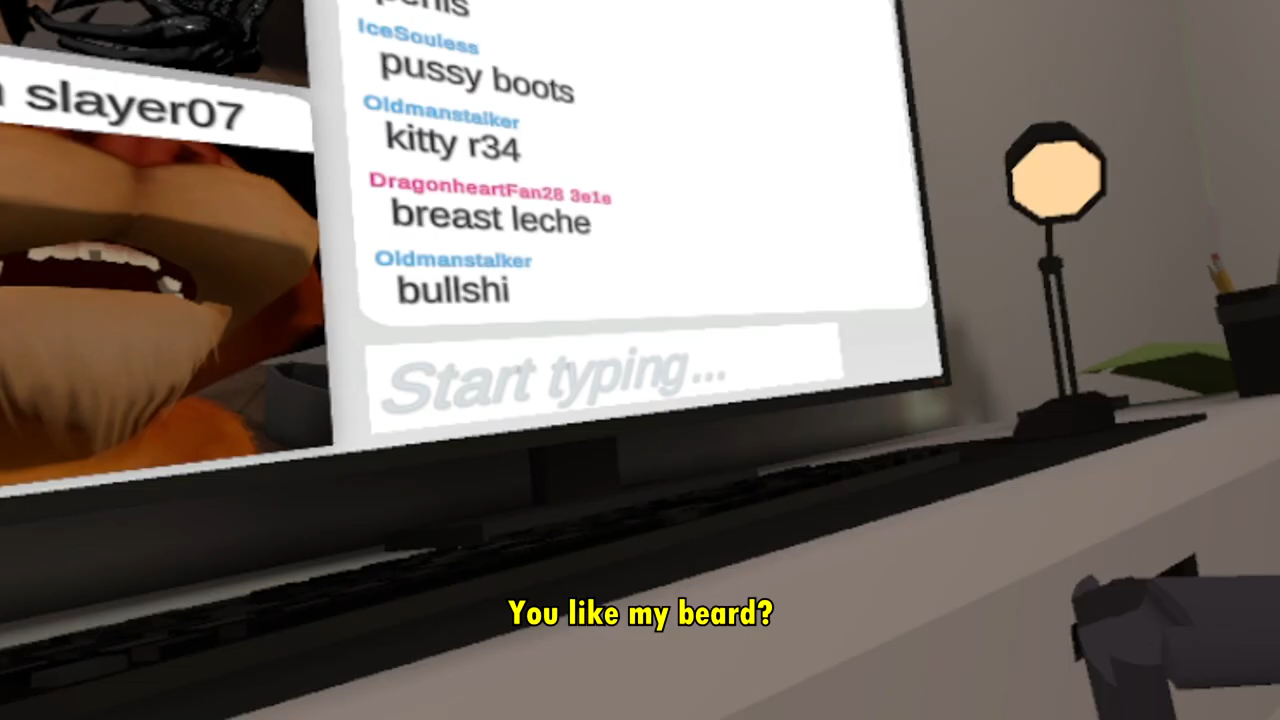 penis
IceSouless
pussy boots
slayer07
Oldmanstalker
kitty r34
DragonheartFan28 3e1e
breast leche
Oldmanstalker
bullshi
Start typing...
You like my beard?